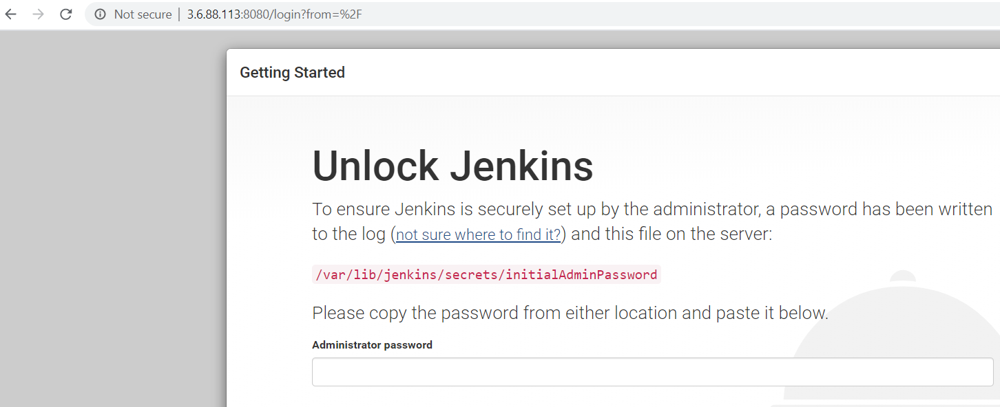 Not secure | 3.6.88.113:8080/login?from=%2F
Getting Started
Unlock Jenkins
To ensure Jenkins is securely set up by the administrator, a password has been written
to the log (not sure where to find it?) and this file on the server:
/var/lib/jenkins/secrets/initialAdminPassword
Please copy the password from either location and paste it below.
Administrator password